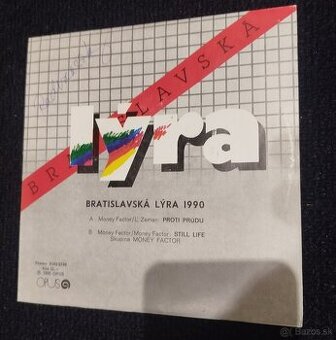 BRATISLAVSKÁ
lýra
BRATISLAVSKÁ LÝRA 1990
A Money Factor/Ľ. Zeman: PROTI PRÚDU
B Money Factor/Money Factor: STILL LIFE
Skupina MONEY FACTOR
OPUS
bazos.sk